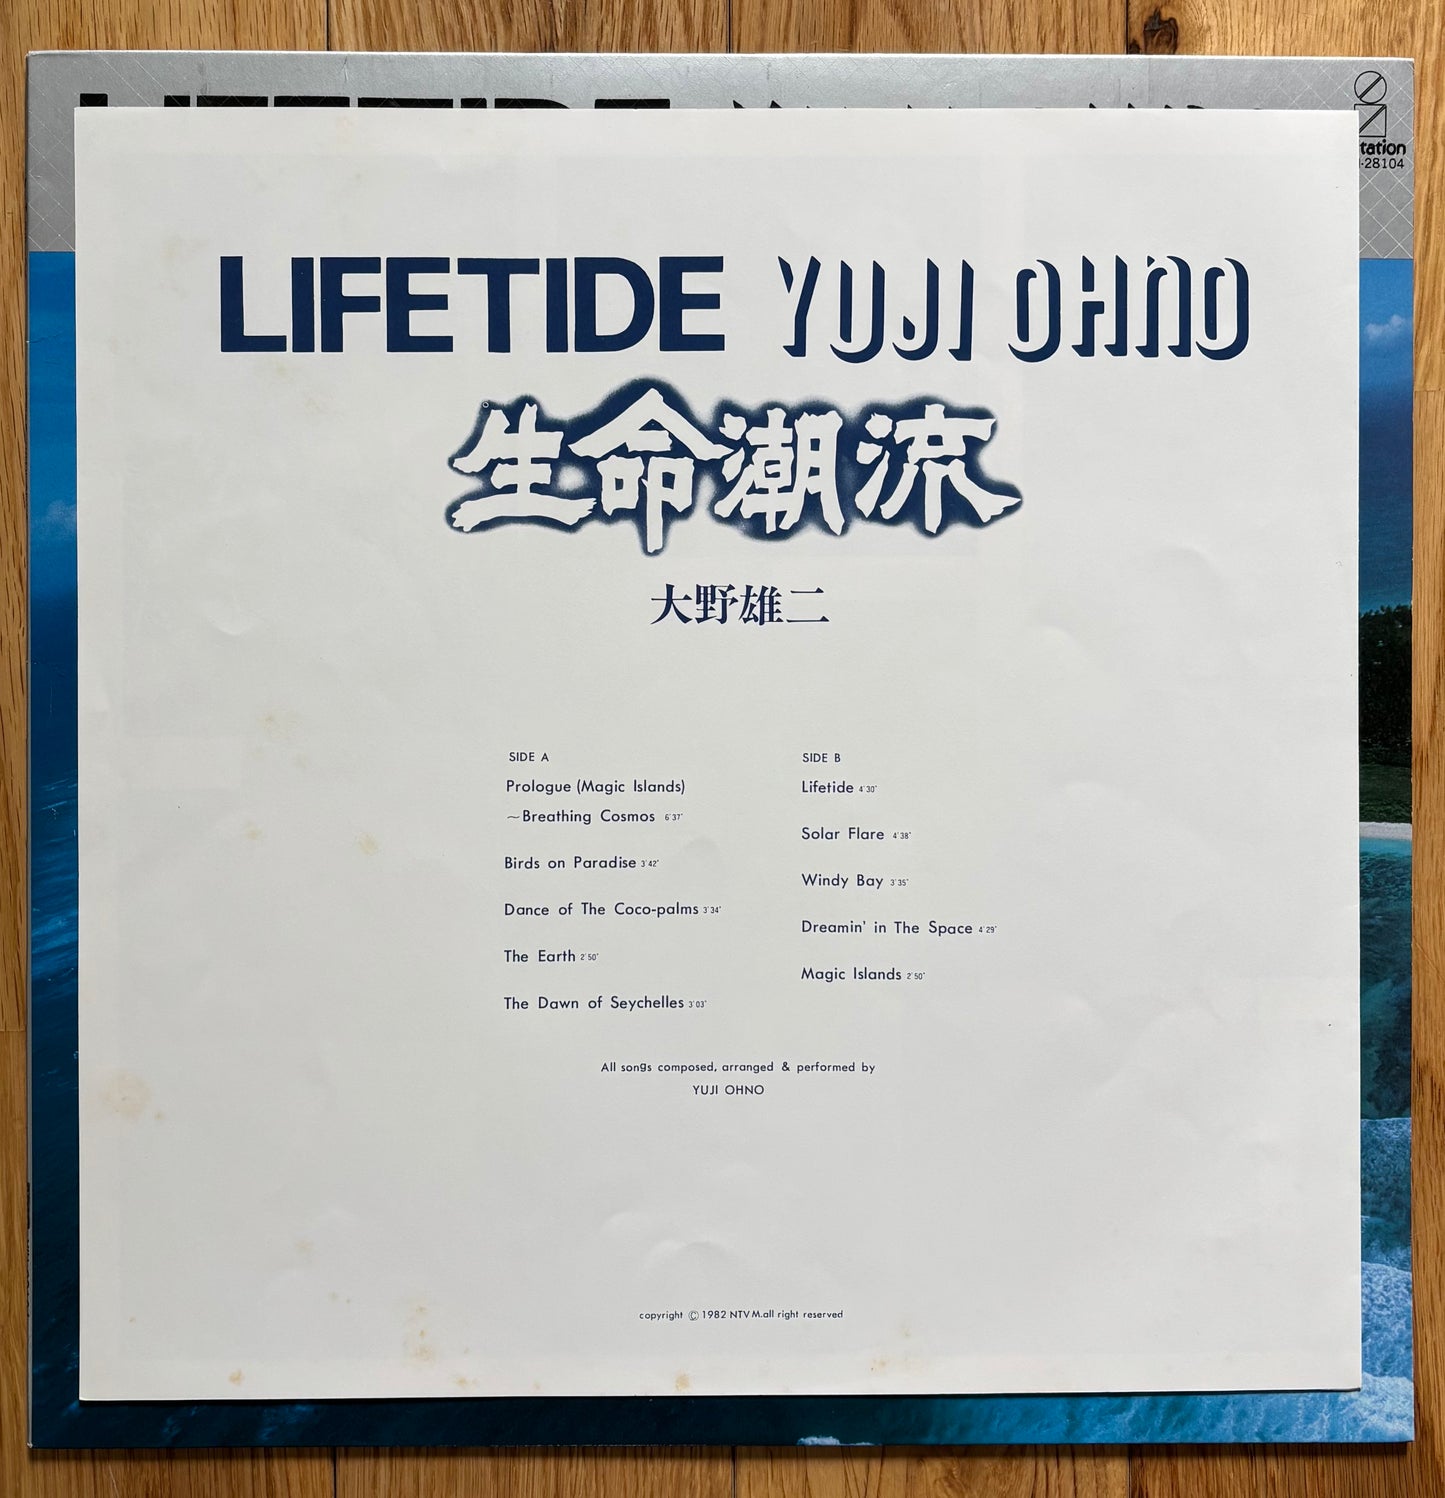 tation
-28104
LIFETIDE YUJI OHNO
生命潮流
大野雄二
SIDE A
Prologue (Magic Islands)
~Breathing Cosmos 6'37"
Birds on Paradise 3'42"
Dance of The Coco-palms 3'34"
The Earth 2'50"
The Dawn of Seychelles 3'03"
SIDE B
Lifetide 4'30"
Solar Flare 4'38"
Windy Bay 3'35"
Dreamin' in The Space 4'29"
Magic Islands 2'50"
All songs composed, arranged & performed by
YUJI OHNO
copyright © 1982 NTV M.all right reserved